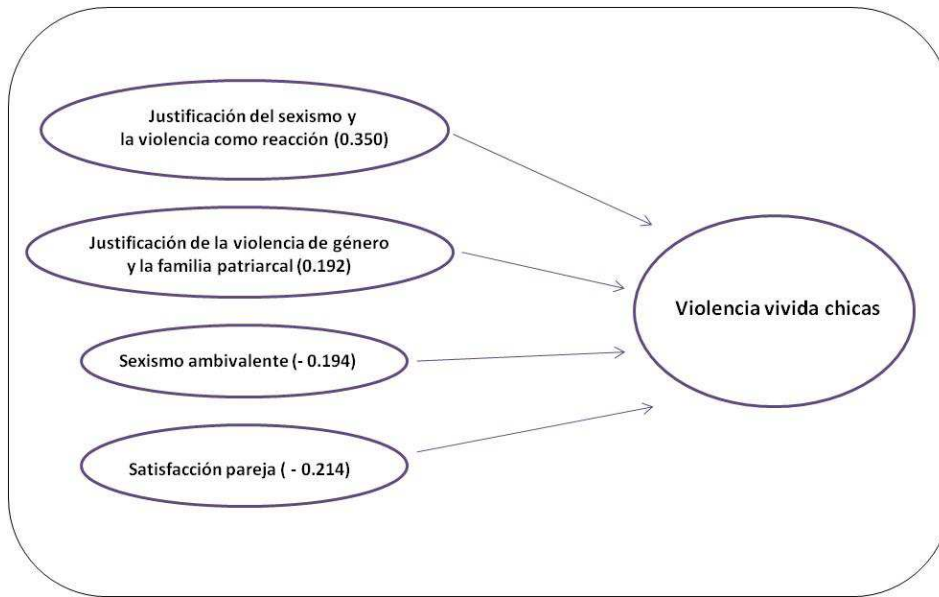 Justificación del sexismo y
la violencia como reacción (0.350)
Justificación de la violencia de género
y la familia patriarcal (0.192)
Sexismo ambivalente (- 0.194)
Satisfacción pareja ( - 0.214)
Violencia vivida chicas